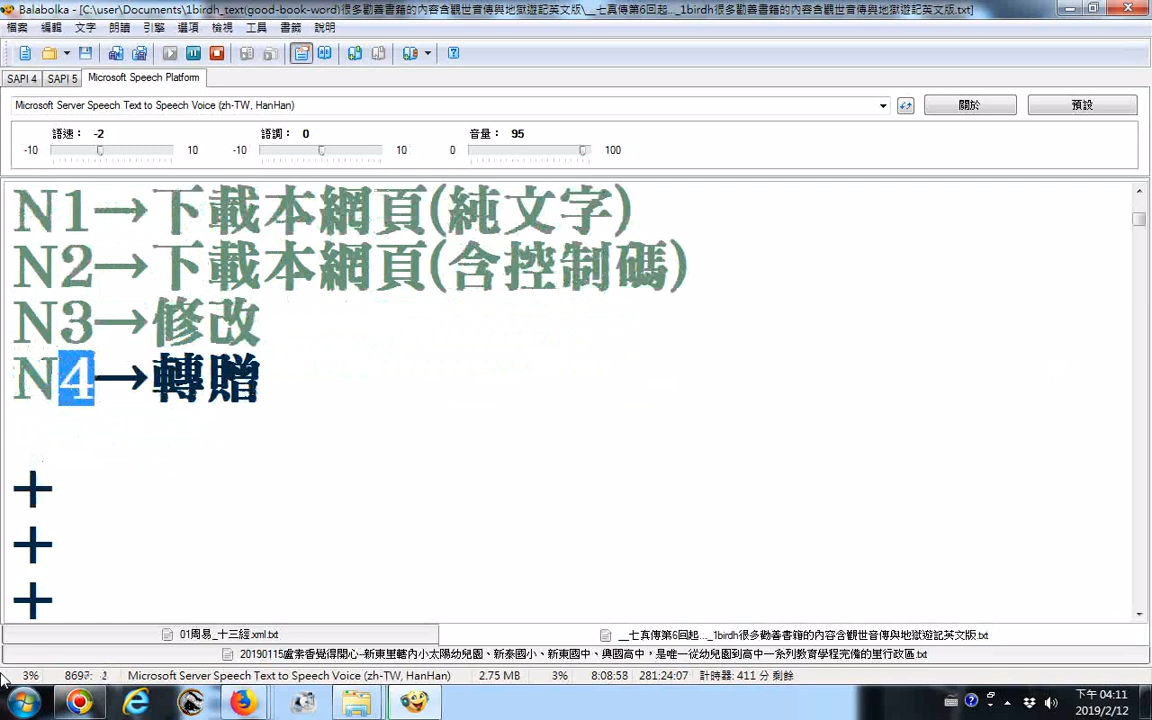 Balabolka - [C:\user\Documents\1birdh_text(good-book-word)很多勸善書籍的內容含觀世音傳與地獄遊記英文版\__七真傳第6回起..._1birdh很多勸善書籍的內容含觀世音傳與地獄遊記英文版.txt]
檔案 編輯 文字 朗讀 引擎 選項 檢視 工具 書籤 說明
SAPI 4 SAPI 5 Microsoft Speech Platform
Microsoft Server Speech Text to Speech Voice (zh-TW, HanHan) 關於 預設
語速： -2 語調： 0 音量： 95
-10 10 -10 10 0 100
N1→下載本網頁(純文字)
N2→下載本網頁(含控制碼)
N3→修改
N4→轉贈
+
+
+
01周易_十三經.xml.txt __七真傳第6回起..._1birdh很多勸善書籍的內容含觀世音傳與地獄遊記英文版.txt
20190115盧素香覺得開心-新東里轄內小太陽幼兒園、新泰國小、新東國中、興國高中，是唯一從幼兒園到高中一系列教育學程完備的里行政區.txt
3% Microsoft Server Speech Text to Speech Voice (zh-TW, HanHan) 2.75 MB 3% 8:08:58 281:24:07 計時器: 411 分 剩餘
下午 04:11
2019/2/12